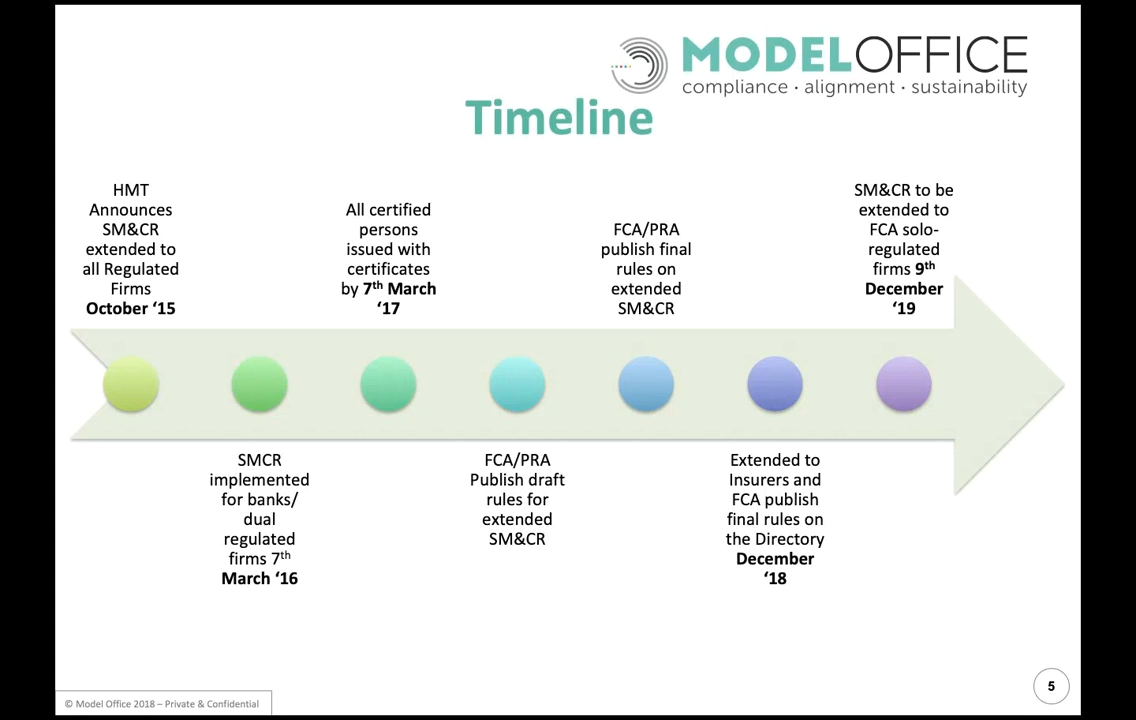 MODELOFFICE
compliance · alignment · sustainability
Timeline
HMT
Announces
SM&CR
extended to
all Regulated
Firms
October ‘15
All certified
persons
issued with
certificates
by 7th March
‘17
FCA/PRA
publish final
rules on
extended
SM&CR
SM&CR to be
extended to
FCA solo-
regulated
firms 9th
December
‘19
SMCR
implemented
for banks/
dual
regulated
firms 7th
March ‘16
FCA/PRA
Publish draft
rules for
extended
SM&CR
Extended to
Insurers and
FCA publish
final rules on
the Directory
December
‘18
© Model Office 2018 – Private & Confidential
5